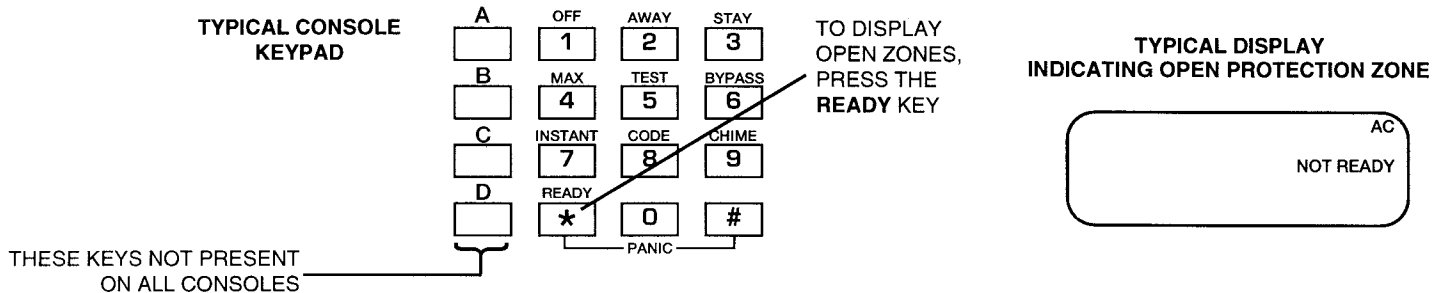 TYPICAL CONSOLE
KEYPAD
A
OFF
AWAY
STAY
1
2
3
B
MAX
TEST
BYPASS
4
5
6
C
INSTANT
CODE
CHIME
7
8
9
D
READY
*
0
#
PANIC
THESE KEYS NOT PRESENT
ON ALL CONSOLES
TO DISPLAY
OPEN ZONES,
PRESS THE
READY KEY
TYPICAL DISPLAY
INDICATING OPEN PROTECTION ZONE
AC
NOT READY